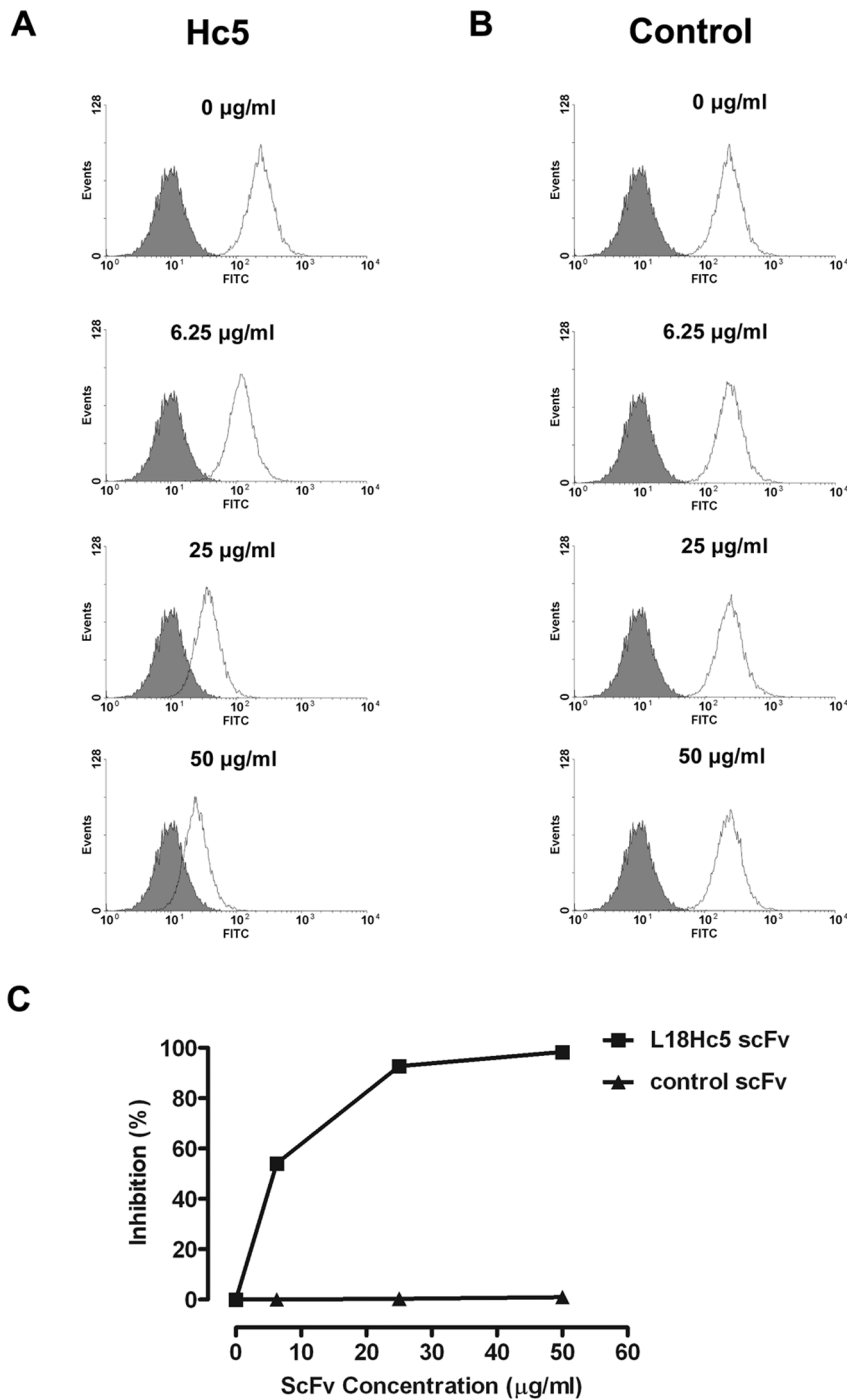 A
Hc5
B
Control
0 µg/ml
128
Events
0
10⁰ 10¹ 10² 10³ 10⁴
FITC
0 µg/ml
128
Events
0
10⁰ 10¹ 10² 10³ 10⁴
FITC
6.25 µg/ml
128
Events
0
10⁰ 10¹ 10² 10³ 10⁴
FITC
6.25 µg/ml
128
Events
0
10⁰ 10¹ 10² 10³ 10⁴
FITC
25 µg/ml
128
Events
0
10⁰ 10¹ 10² 10³ 10⁴
FITC
25 µg/ml
128
Events
0
10⁰ 10¹ 10² 10³ 10⁴
FITC
50 µg/ml
128
Events
0
10⁰ 10¹ 10² 10³ 10⁴
FITC
50 µg/ml
128
Events
0
10⁰ 10¹ 10² 10³ 10⁴
FITC
C
L18Hc5 scFv
control scFv
Inhibition (%)
100
80
60
40
20
0
0 10 20 30 40 50 60
ScFv Concentration (µg/ml)